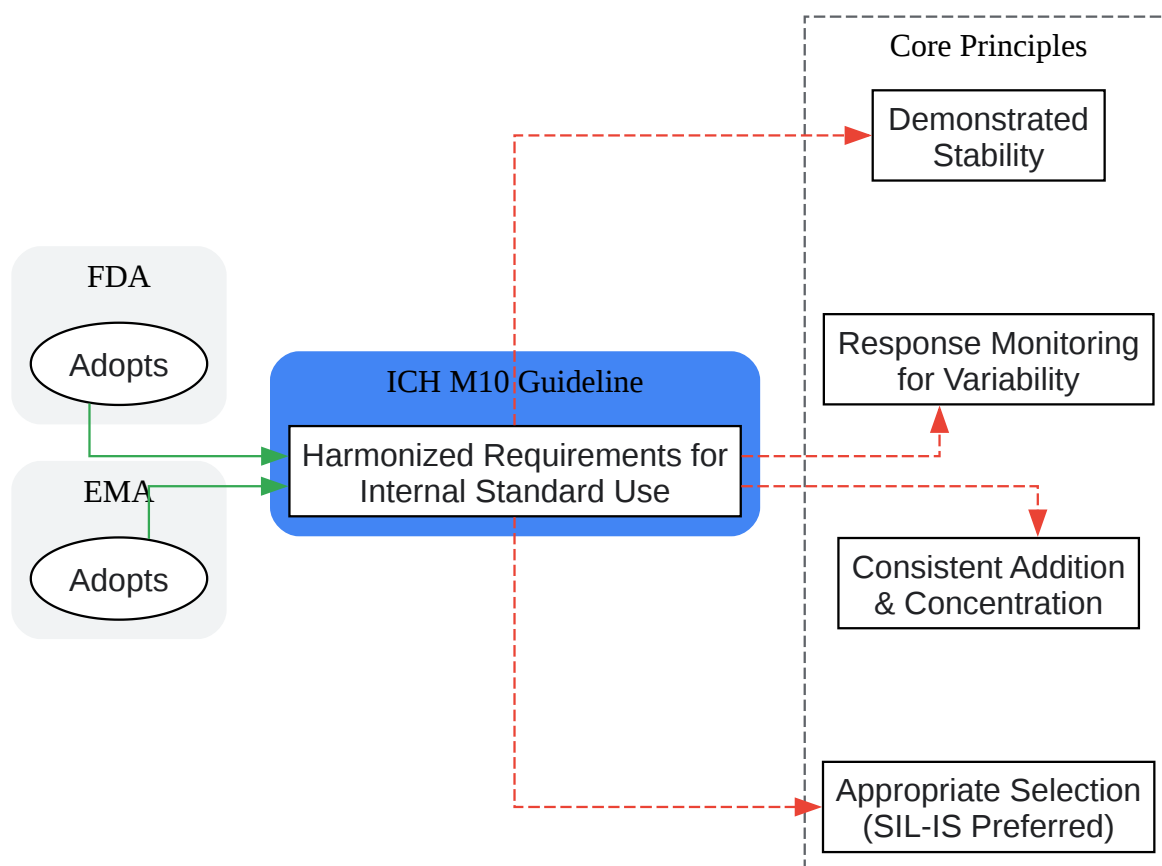 Core Principles
Demonstrated
Stability
FDA
Adopts
Response Monitoring
for Variability
ICH M10 Guideline
Harmonized Requirements for
Internal Standard Use
EMA
Adopts
Consistent Addition
& Concentration
Appropriate Selection
(SIL-IS Preferred)